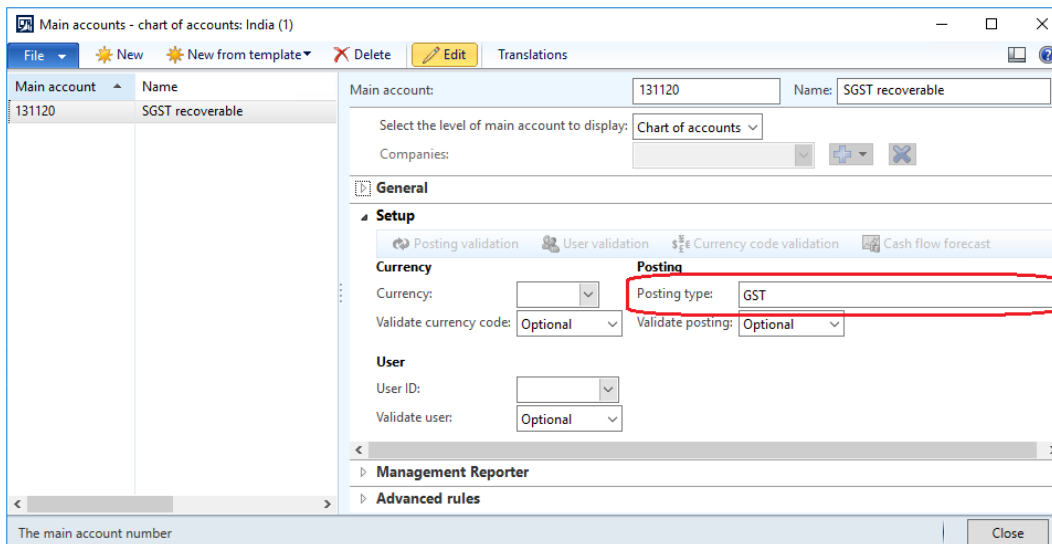 Main accounts - chart of accounts: India (1)
File New New from template Delete Edit Translations
Main account Name
131120 SGST recoverable
Main account: 131120 Name: SGST recoverable
Select the level of main account to display: Chart of accounts
Companies:
General
Setup
Posting validation User validation Currency code validation Cash flow forecast
Currency Posting
Currency: Posting type: GST
Validate currency code: Optional Validate posting: Optional
User
User ID:
Validate user: Optional
Management Reporter
Advanced rules
The main account number Close